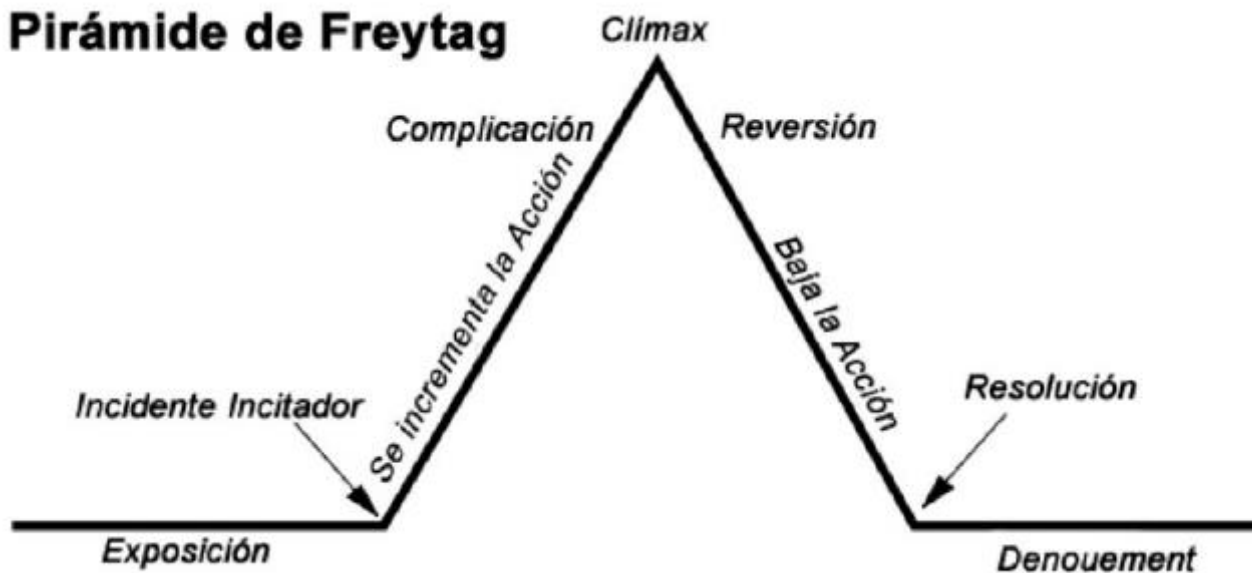 Pirámide de Freytag
Clímax
Complicación
Reversión
Se incrementa la Acción
Baja la Acción
Incidente Incitador
Resolución
Exposición
Denouement